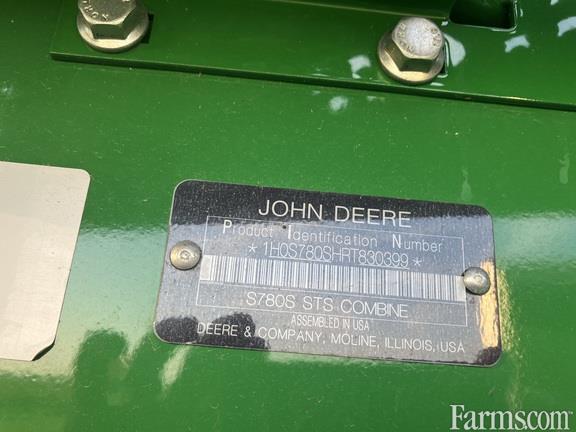 JOHN DEERE
Product Identification Number
*1H0S780SHRT830399*
S780S STS COMBINE
ASSEMBLED IN USA
DEERE & COMPANY, MOLINE, ILLINOIS, USA
Farms.com